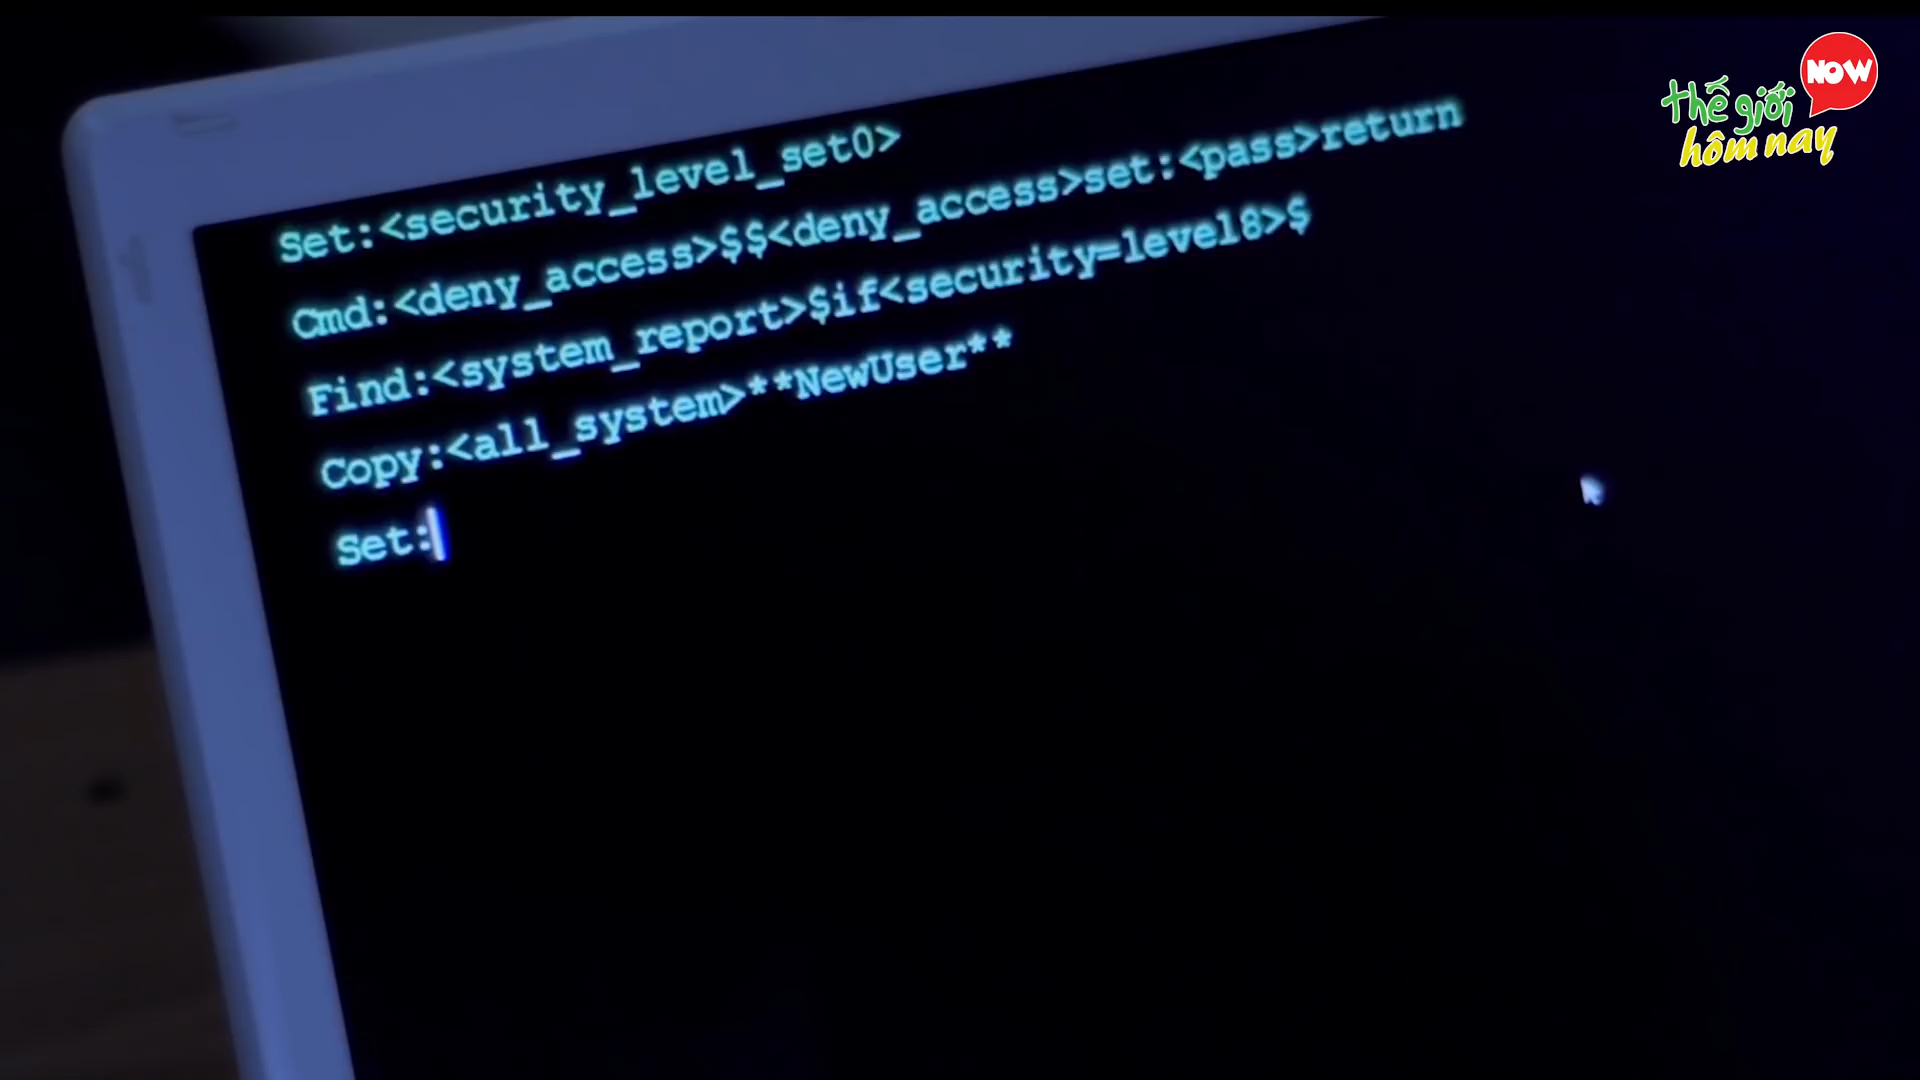 NOW
thế giới
hôm nay
Set:<security_level_set0>
Cmd:<deny_access>$$<deny_access>set:<pass>return
Find:<system_report>$if<security=level8>$
Copy:<all_system>**NewUser**
Set: